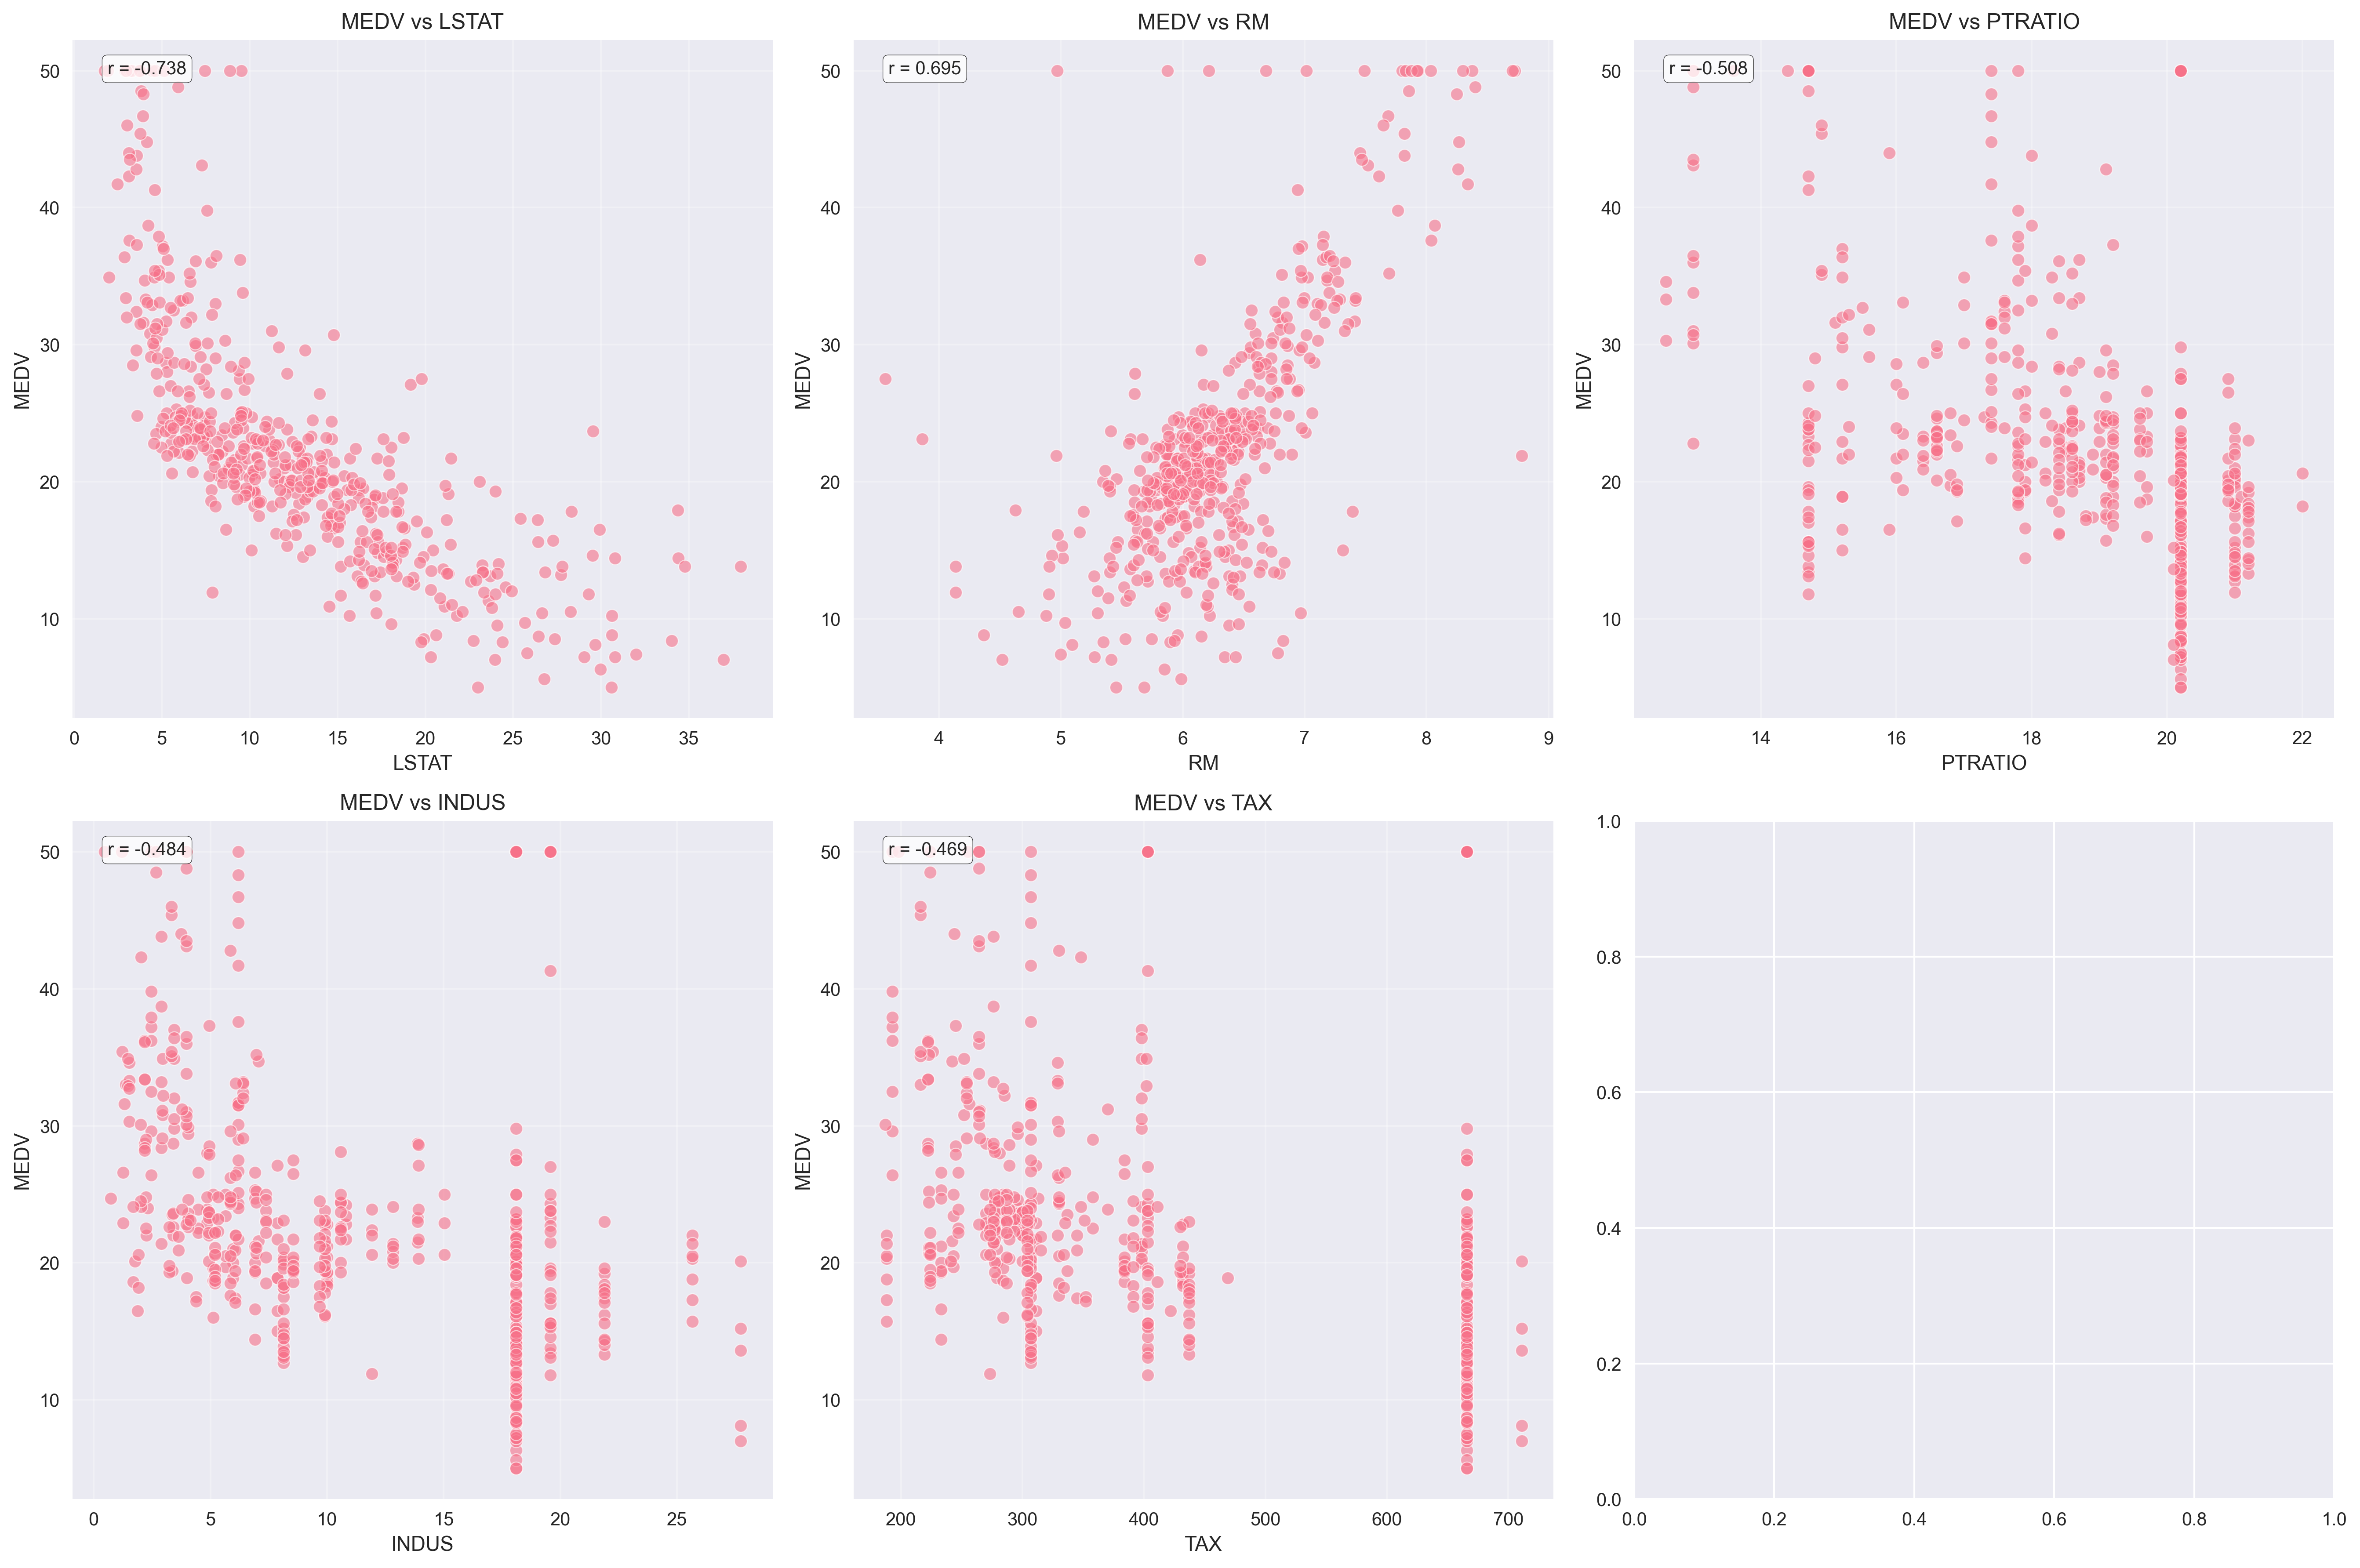 MEDV vs LSTAT
r = -0.738
50
40
30
20
10
MEDV
0 5 10 15 20 25 30 35
LSTAT
MEDV vs RM
r = 0.695
50
40
30
20
10
MEDV
4 5 6 7 8 9
RM
MEDV vs PTRATIO
r = -0.508
50
40
30
20
10
MEDV
14 16 18 20 22
PTRATIO
MEDV vs INDUS
r = -0.484
50
40
30
20
10
MEDV
0 5 10 15 20 25
INDUS
MEDV vs TAX
r = -0.469
50
40
30
20
10
MEDV
200 300 400 500 600 700
TAX
1.0
0.8
0.6
0.4
0.2
0.0
0.0 0.2 0.4 0.6 0.8 1.0